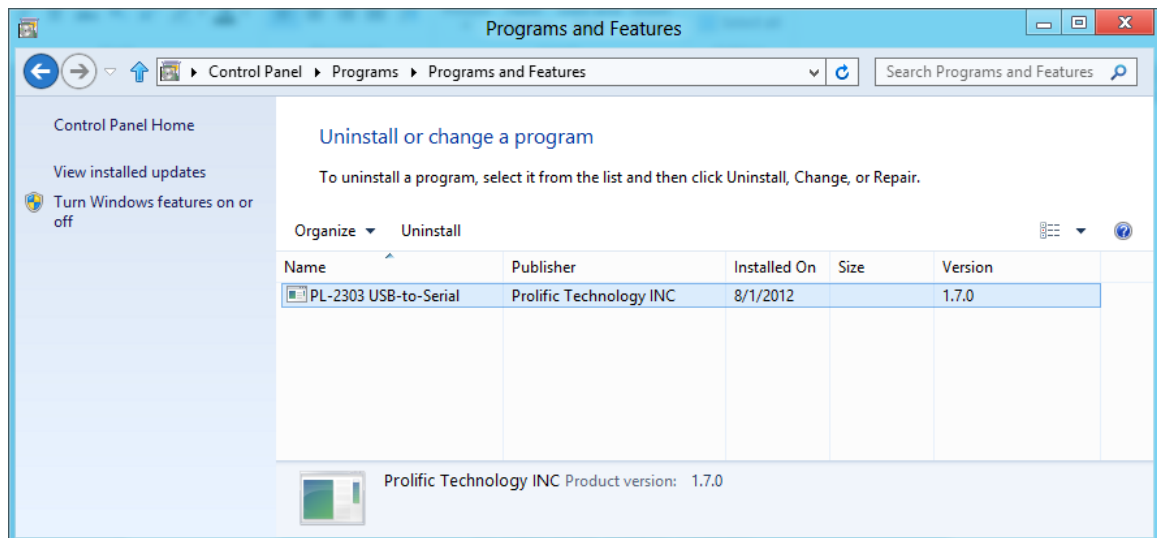 Programs and Features
Control Panel Programs Programs and Features
Search Programs and Features
Control Panel Home
View installed updates
Turn Windows features on or
off
Uninstall or change a program
To uninstall a program, select it from the list and then click Uninstall, Change, or Repair.
Organize Uninstall
Name Publisher Installed On Size Version
PL-2303 USB-to-Serial Prolific Technology INC 8/1/2012 1.7.0
Prolific Technology INC Product version: 1.7.0